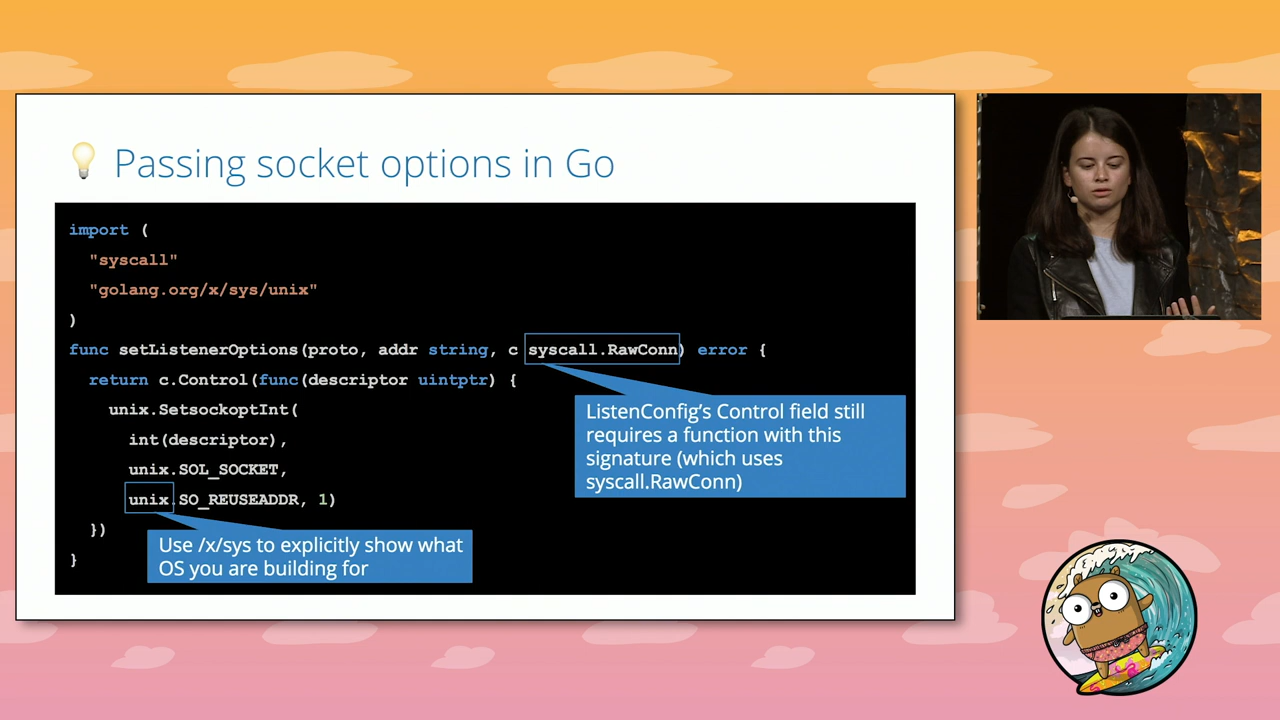 Passing socket options in Go
import (
"syscall"
"golang.org/x/sys/unix"
)
func setListenerOptions(proto, addr string, c syscall.RawConn) error {
return c.Control(func(descriptor uintptr) {
unix.SetsockoptInt(
int(descriptor),
unix.SOL_SOCKET,
unix.SO_REUSEADDR, 1)
})
}
ListenConfig’s Control field still
requires a function with this
signature (which uses
syscall.RawConn)
Use /x/sys to explicitly show what
OS you are building for